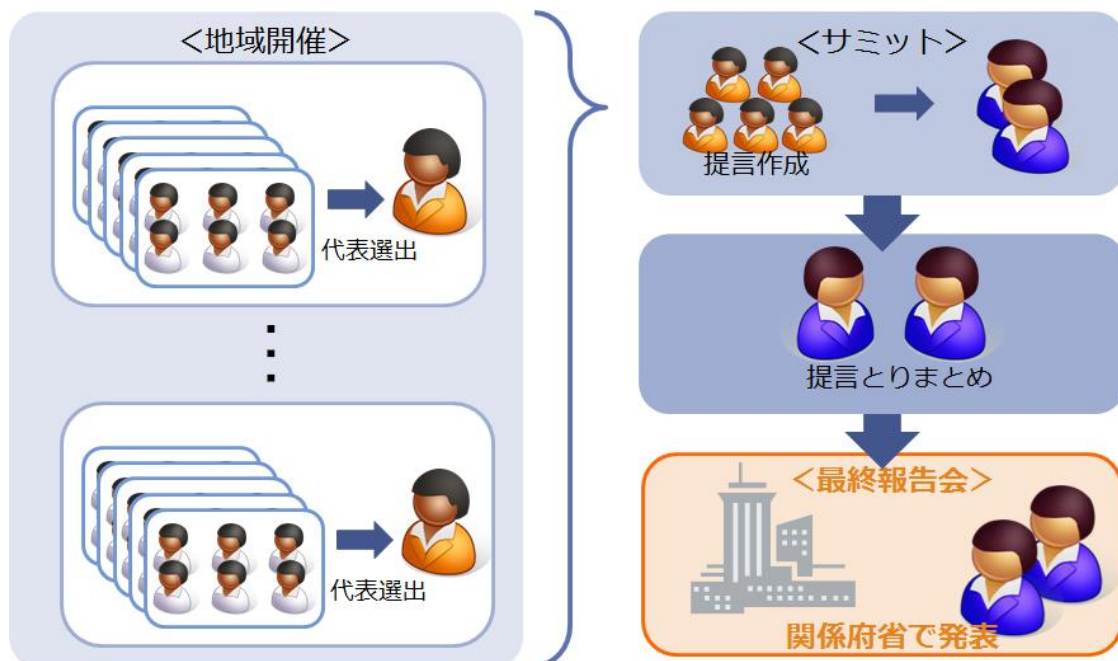 <地域開催>
代表選出
代表選出
<サミット>
提言作成
提言とりまとめ
<最終報告会>
関係府省で発表